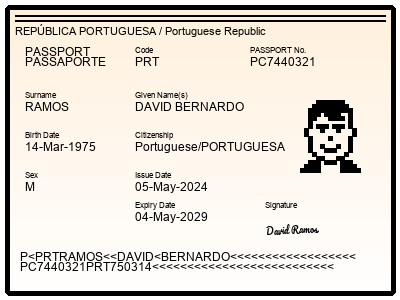 REPÚBLICA PORTUGUESA / Portuguese Republic
PASSPORT Code PASSPORT No.
PASSAPORTE PRT PC7440321
Surname Given Name(s)
RAMOS DAVID BERNARDO
Birth Date Citizenship
14-Mar-1975 Portuguese/PORTUGUESA
Sex Issue Date
M 05-May-2024
Expiry Date Signature
04-May-2029
David Ramos
P<PRTRAMOS<<DAVID<BERNARDO<<<<<<<<<<<<<<<<<<
PC7440321PRT750314<<<<<<<<<<<<<<<<<<<<<<<<<<